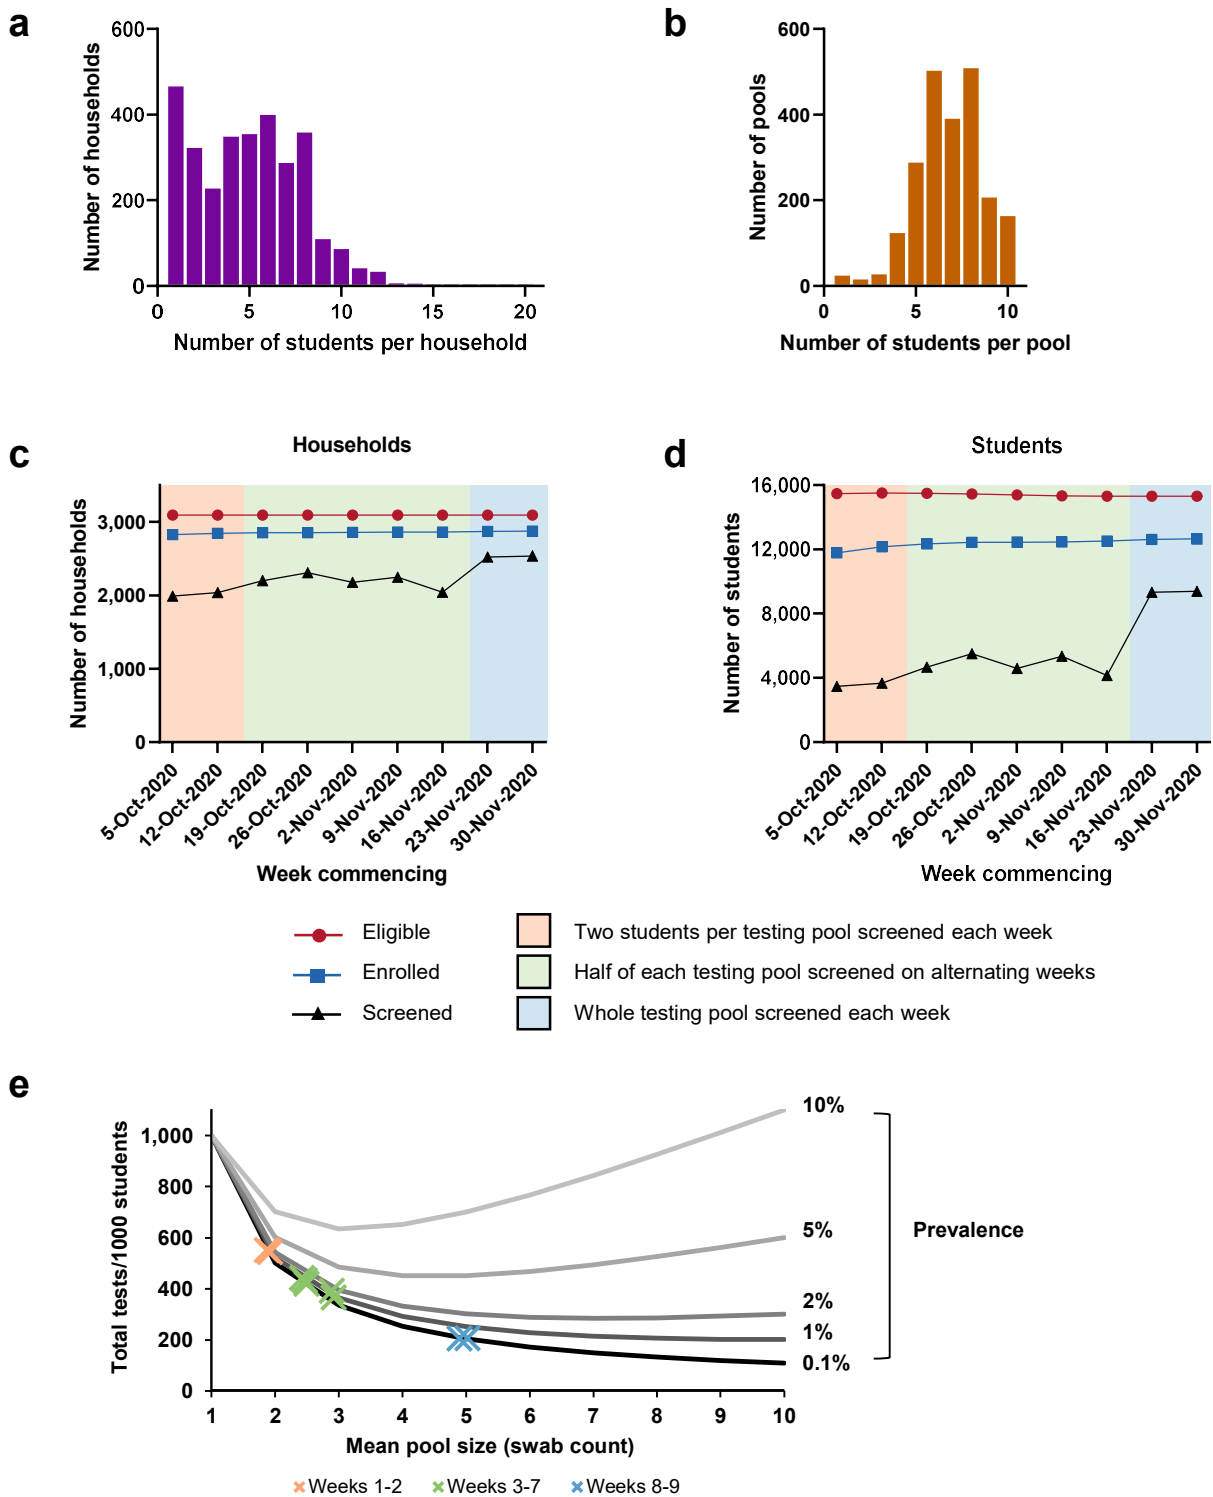 a
600
400
200
0
Number of households
0
5
10
15
20
Number of students per household
b
600
400
200
0
Number of pools
0
5
10
Number of students per pool
c
Households
3,000
2,000
1,000
0
Number of households
5-Oct-2020
12-Oct-2020
19-Oct-2020
26-Oct-2020
2-Nov-2020
9-Nov-2020
16-Nov-2020
23-Nov-2020
30-Nov-2020
Week commencing
d
Students
16,000
12,000
8,000
4,000
0
Number of students
5-Oct-2020
12-Oct-2020
19-Oct-2020
26-Oct-2020
2-Nov-2020
9-Nov-2020
16-Nov-2020
23-Nov-2020
30-Nov-2020
Week commencing
Eligible
Enrolled
Screened
Two students per testing pool screened each week
Half of each testing pool screened on alternating weeks
Whole testing pool screened each week
e
Total tests/1000 students
1,000
800
600
400
200
0
1
2
3
4
5
6
7
8
9
10
Mean pool size (swab count)
10%
5%
2%
1%
0.1%
Prevalence
Weeks 1-2
Weeks 3-7
Weeks 8-9